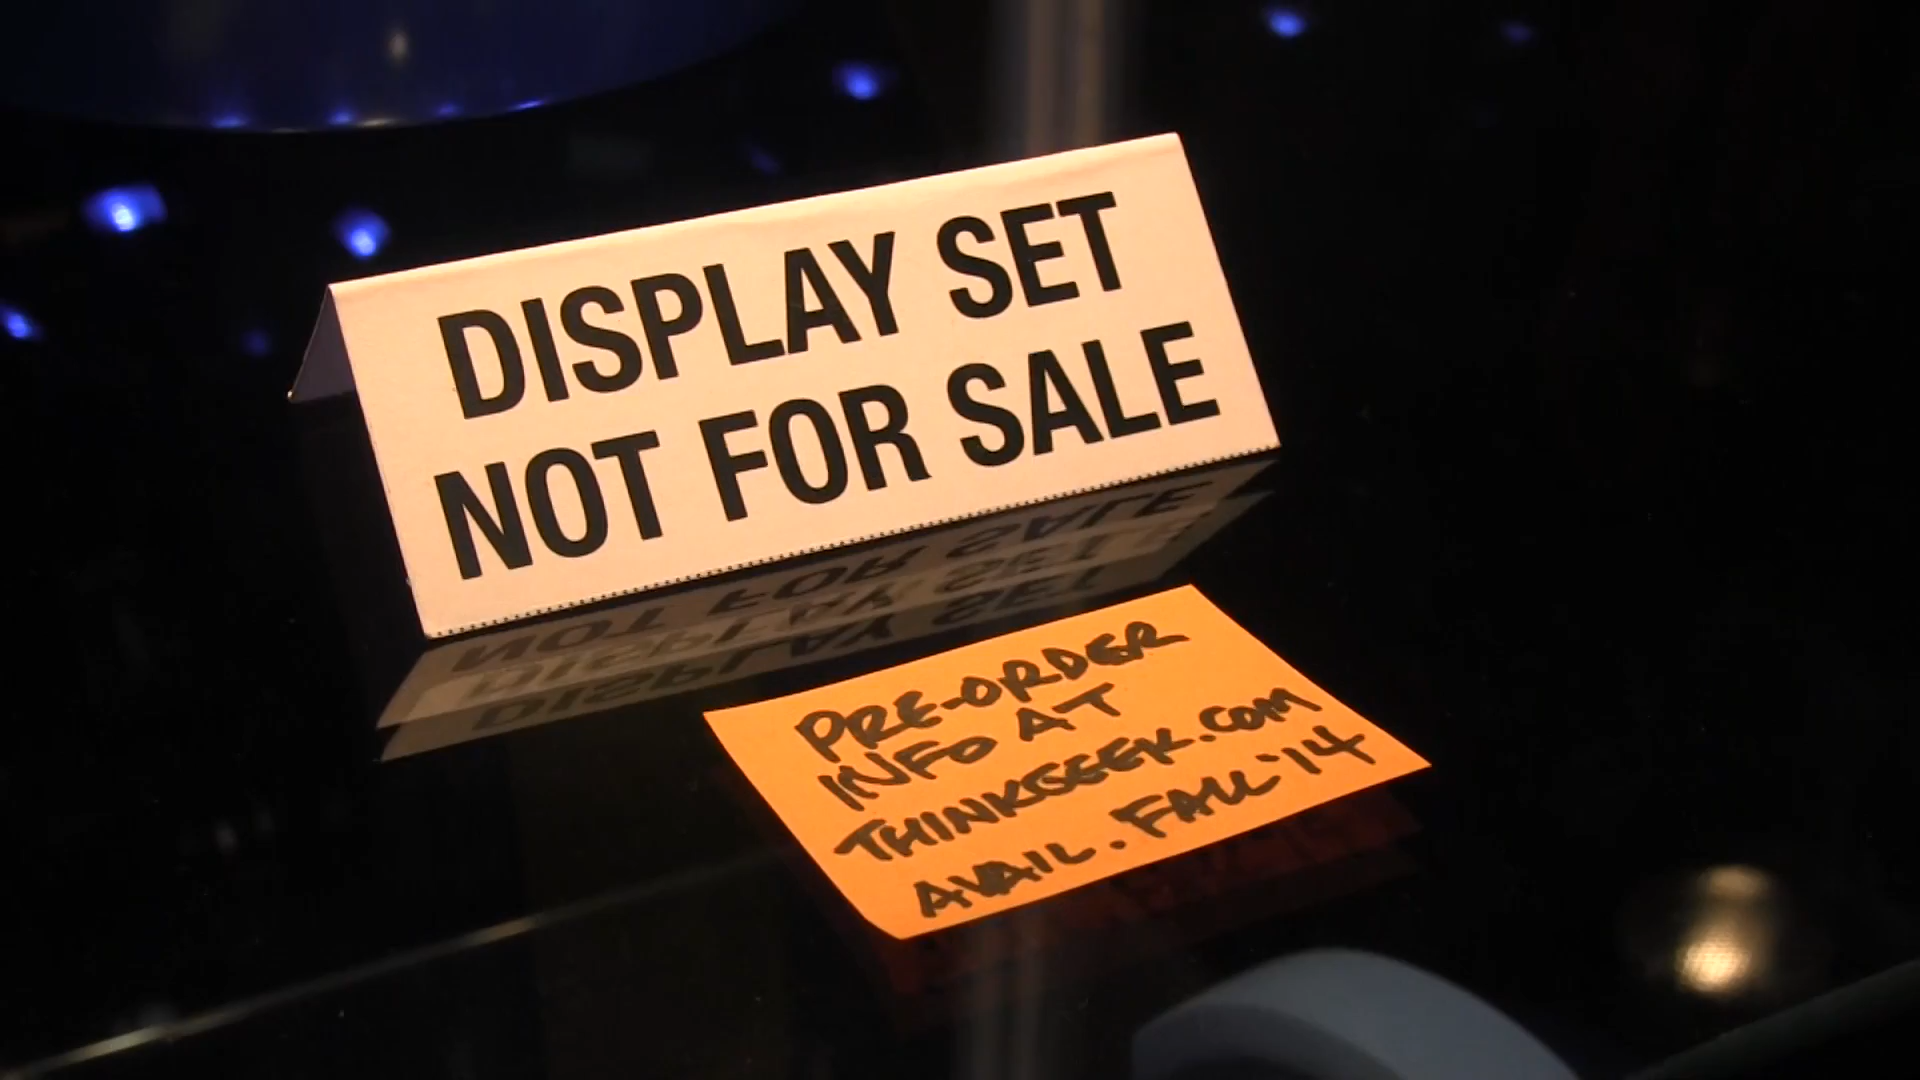 DISPLAY SET
NOT FOR SALE
PRE-ORDER
INFO AT
THINKGEEK.COM
AVAIL. FALL '14